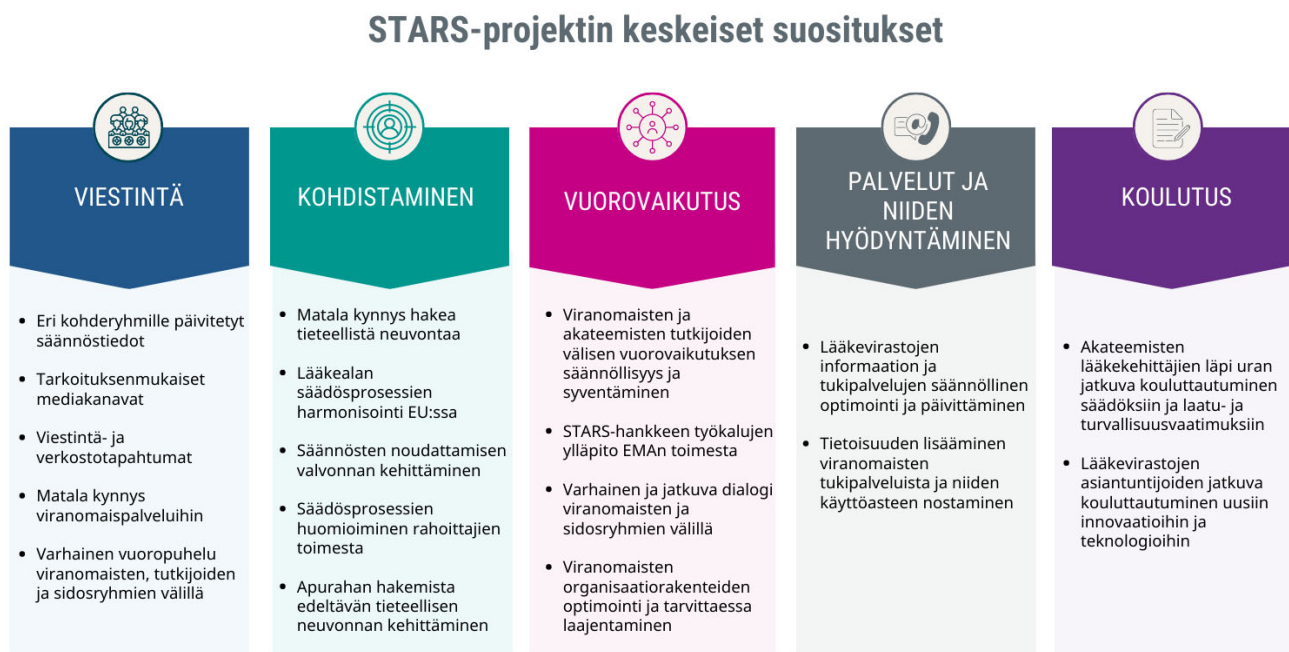 STARS-projektin keskeiset suositukset
VIESTINTÄ
• Eri kohderyhmille päivitetyt
säännöstiedot
• Tarkoituksenmukaiset
mediakanavat
• Viestintä- ja
verkostotapahtumat
• Matala kynnys
viranomaispalveluihin
• Varhainen vuoropuhelu
viranomaisten, tutkijoiden
ja sidosryhmien välillä
KOHDISTAMINEN
• Matala kynnys hakea
tieteellistä neuvontaa
• Lääkealan
säädösprosessien
harmonisointi EU:ssa
• Säännösten noudattamisen
valvonnan kehittäminen
• Säädösprosessien
huomioiminen rahoittajien
toimesta
• Apurahan hakemista
edeltävän tieteellisen
neuvonnan kehittäminen
VUOROVAIKUTUS
• Viranomaisten ja
akateemisten tutkijoiden
välisen vuorovaikutuksen
säännöllisyys ja
syventäminen
• STARS-hankkeen työkalujen
ylläpito EMAn toimesta
• Varhainen ja jatkuva dialogi
viranomaisten ja
sidosryhmien välillä
• Viranomaisten
organisaatiorakenteiden
optimointi ja tarvittaessa
laajentaminen
PALVELUT JA
NIIDEN
HYÖDYNTÄMINEN
• Lääkevirastojen
informaation ja
tukipalvelujen säännöllinen
optimointi ja päivittäminen
• Tietoisuuden lisääminen
viranomaisten
tukipalveluista ja niiden
käyttöasteen nostaminen
KOULUTUS
• Akateemisten
lääkekehittäjien läpi uran
jatkuva kouluttautuminen
säädöksiin ja laatu- ja
turvallisuusvaatimuksiin
• Lääkevirastojen
asiantuntijoiden jatkuva
kouluttautuminen uusiin
innovaatioihin ja
teknologioihin